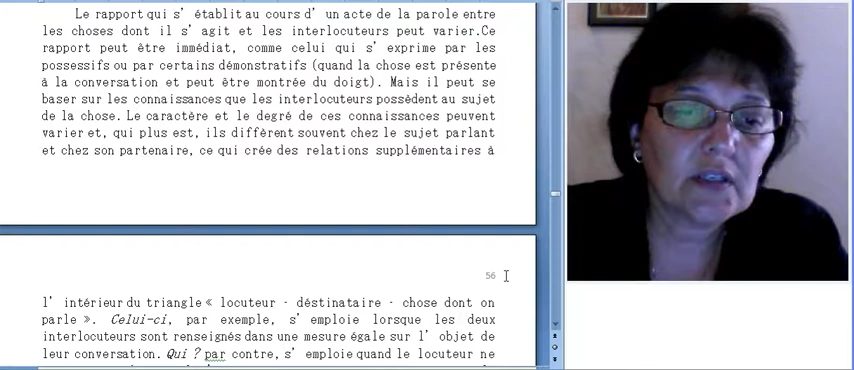 Le rapport qui s’établit au cours d’un acte de la parole entre
les choses dont il s’agit et les interlocuteurs peut varier.Ce
rapport peut être immédiat, comme celui qui s’exprime par les
possessifs ou par certains démonstratifs (quand la chose est présente
à la conversation et peut être montrée du doigt). Mais il peut se
baser sur les connaissances que les interlocuteurs possèdent au sujet
de la chose. Le caractère et le degré de ces connaissances peuvent
varier et, qui plus est, ils diffèrent souvent chez le sujet parlant
et chez son partenaire, ce qui crée des relations supplémentaires à
56
l’intérieur du triangle « locuteur - déstinataire - chose dont on
parle ». Celui-ci, par exemple, s’emploie lorsque les deux
interlocuteurs sont renseignés dans une mesure égale sur l’objet de
leur conversation. Qui ? par contre, s’emploie quand le locuteur ne